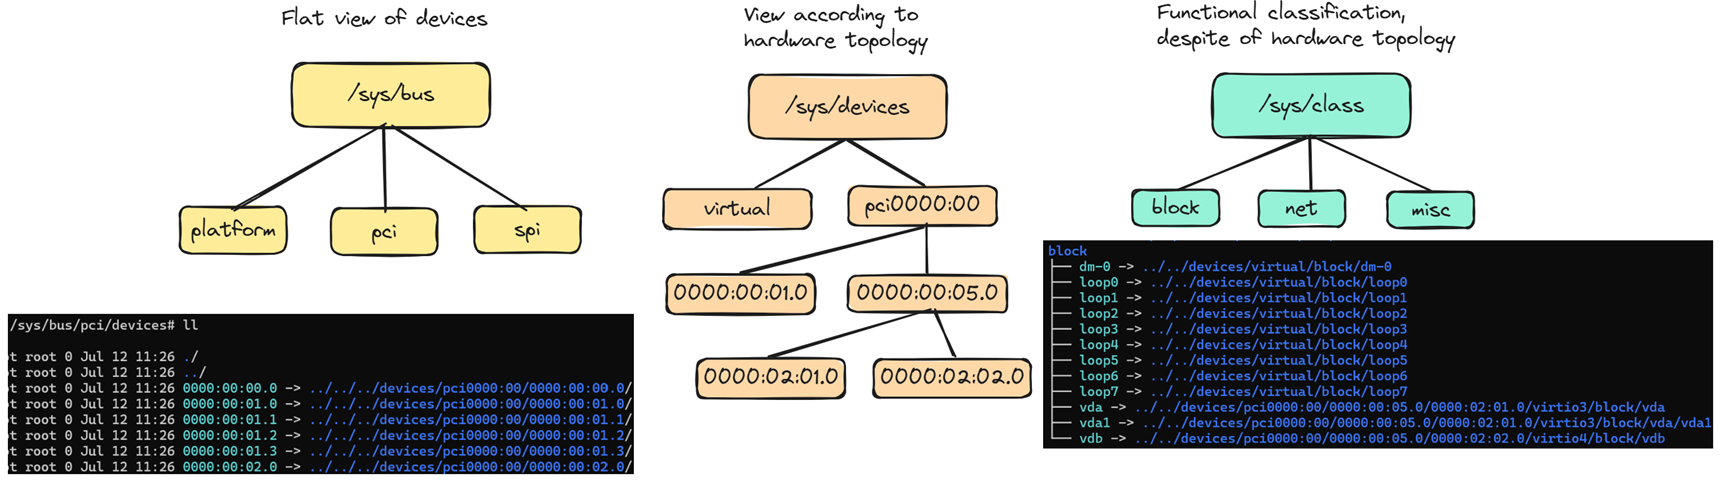 Flat view of devices
/sys/bus
platform
pci
spi
/sys/bus/pci/devices# ll
ot root 0 Jul 12 11:26 ./
ot root 0 Jul 12 11:26 ../
ot root 0 Jul 12 11:26 0000:00:00.0 -> ../../../devices/pci0000:00/0000:00:00.0/
ot root 0 Jul 12 11:26 0000:00:01.0 -> ../../../devices/pci0000:00/0000:00:01.0/
ot root 0 Jul 12 11:26 0000:00:01.1 -> ../../../devices/pci0000:00/0000:00:01.1/
ot root 0 Jul 12 11:26 0000:00:01.2 -> ../../../devices/pci0000:00/0000:00:01.2/
ot root 0 Jul 12 11:26 0000:00:01.3 -> ../../../devices/pci0000:00/0000:00:01.3/
ot root 0 Jul 12 11:26 0000:00:02.0 -> ../../../devices/pci0000:00/0000:00:02.0/
View according to
hardware topology
/sys/devices
virtual
pci0000:00
0000:00:01.0
0000:00:05.0
0000:02:01.0
0000:02:02.0
Functional classification,
despite of hardware topology
/sys/class
block
net
misc
block
dm-0 -> ../../devices/virtual/block/dm-0
loop0 -> ../../devices/virtual/block/loop0
loop1 -> ../../devices/virtual/block/loop1
loop2 -> ../../devices/virtual/block/loop2
loop3 -> ../../devices/virtual/block/loop3
loop4 -> ../../devices/virtual/block/loop4
loop5 -> ../../devices/virtual/block/loop5
loop6 -> ../../devices/virtual/block/loop6
loop7 -> ../../devices/virtual/block/loop7
vda -> ../../devices/pci0000:00/0000:00:05.0/0000:02:01.0/virtio3/block/vda
vda1 -> ../../devices/pci0000:00/0000:00:05.0/0000:02:01.0/virtio3/block/vda/vda1
vdb -> ../../devices/pci0000:00/0000:00:05.0/0000:02:02.0/virtio4/block/vdb